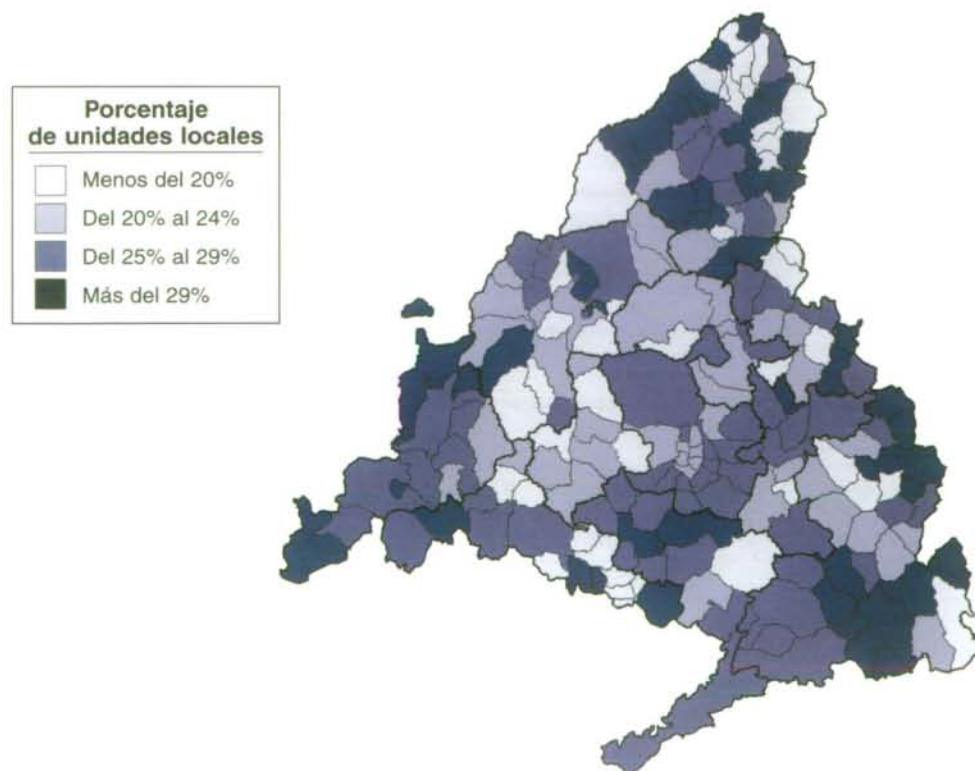 Porcentaje
de unidades locales
Menos del 20%
Del 20% al 24%
Del 25% al 29%
Más del 29%